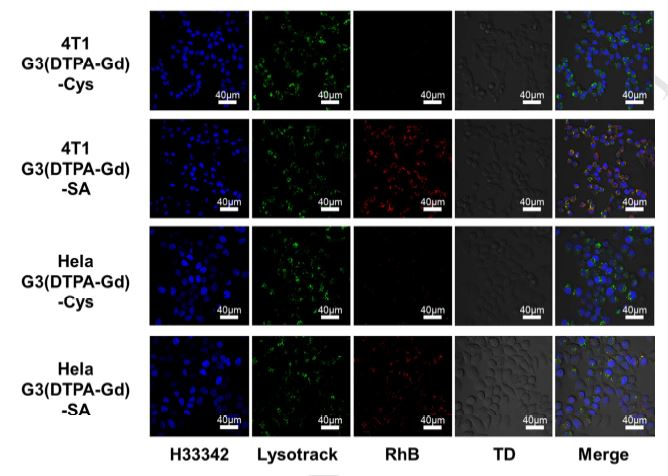 4T1
G3(DTPA-Gd)
-Cys
40μm 40μm 40μm 40μm 40μm
4T1
G3(DTPA-Gd)
-SA
40μm 40μm 40μm 40μm 40μm
Hela
G3(DTPA-Gd)
-Cys
40μm 40μm 40μm 40μm 40μm
Hela
G3(DTPA-Gd)
-SA
40μm 40μm 40μm 40μm 40μm
H33342 Lysotrack RhB TD Merge